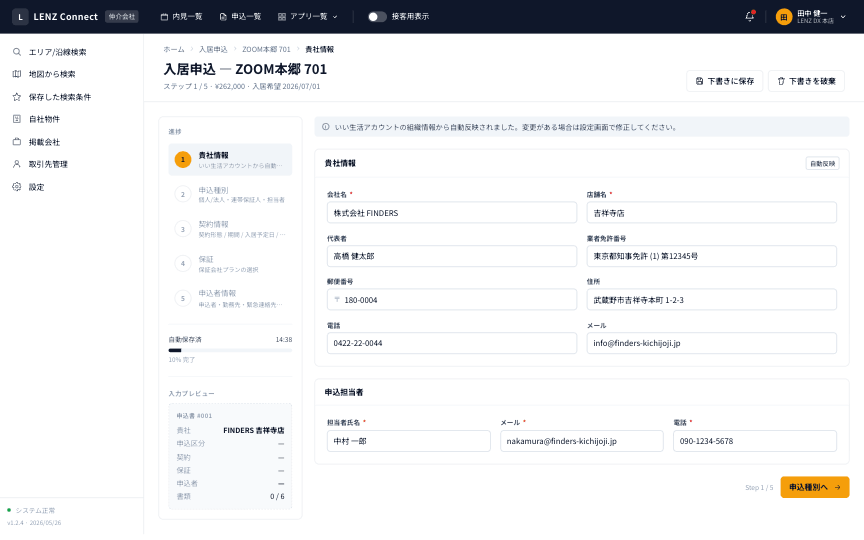 L LENZ Connect 仲介会社 内見一覧 申込一覧 アプリ一覧 接客用表示 田 田中 健一
LENZ DX 本店
エリア/沿線検索
地図から検索
保存した検索条件
自社物件
掲載会社
取引先管理
設定
システム正常
v1.2.4 · 2026/05/26
ホーム › 入居申込 › ZOOM本郷 701 › 貴社情報
入居申込 — ZOOM本郷 701
ステップ 1 / 5 · ¥262,000 · 入居希望 2026/07/01
下書きに保存
下書きを破棄
進捗
1 貴社情報
いい生活アカウントから自動…
2 申込種別
個人/法人・連帯保証人・担当者
3 契約情報
契約形態 / 期間 / 入居予定日 / …
4 保証
保証会社プランの選択
5 申込者情報
申込者・勤務先・緊急連絡先…
自動保存済 14:38
10% 完了
入力プレビュー
申込書 #001
貴社 FINDERS 吉祥寺店
申込区分 —
契約 —
保証 —
申込者 —
書類 0 / 6
いい生活アカウントの組織情報から自動反映されました。変更がある場合は設定画面で修正してください。
貴社情報 自動反映
会社名 * 店舗名 *
株式会社 FINDERS 吉祥寺店
代表者 業者免許番号
高橋 健太郎 東京都知事免許 (1) 第12345号
郵便番号 住所
〒 180-0004 武蔵野市吉祥寺本町 1-2-3
電話 メール
0422-22-0044 info@finders-kichijoji.jp
申込担当者
担当者氏名 * メール * 電話 *
中村 一郎 nakamura@finders-kichijoji.jp 090-1234-5678
Step 1 / 5 申込種別へ →